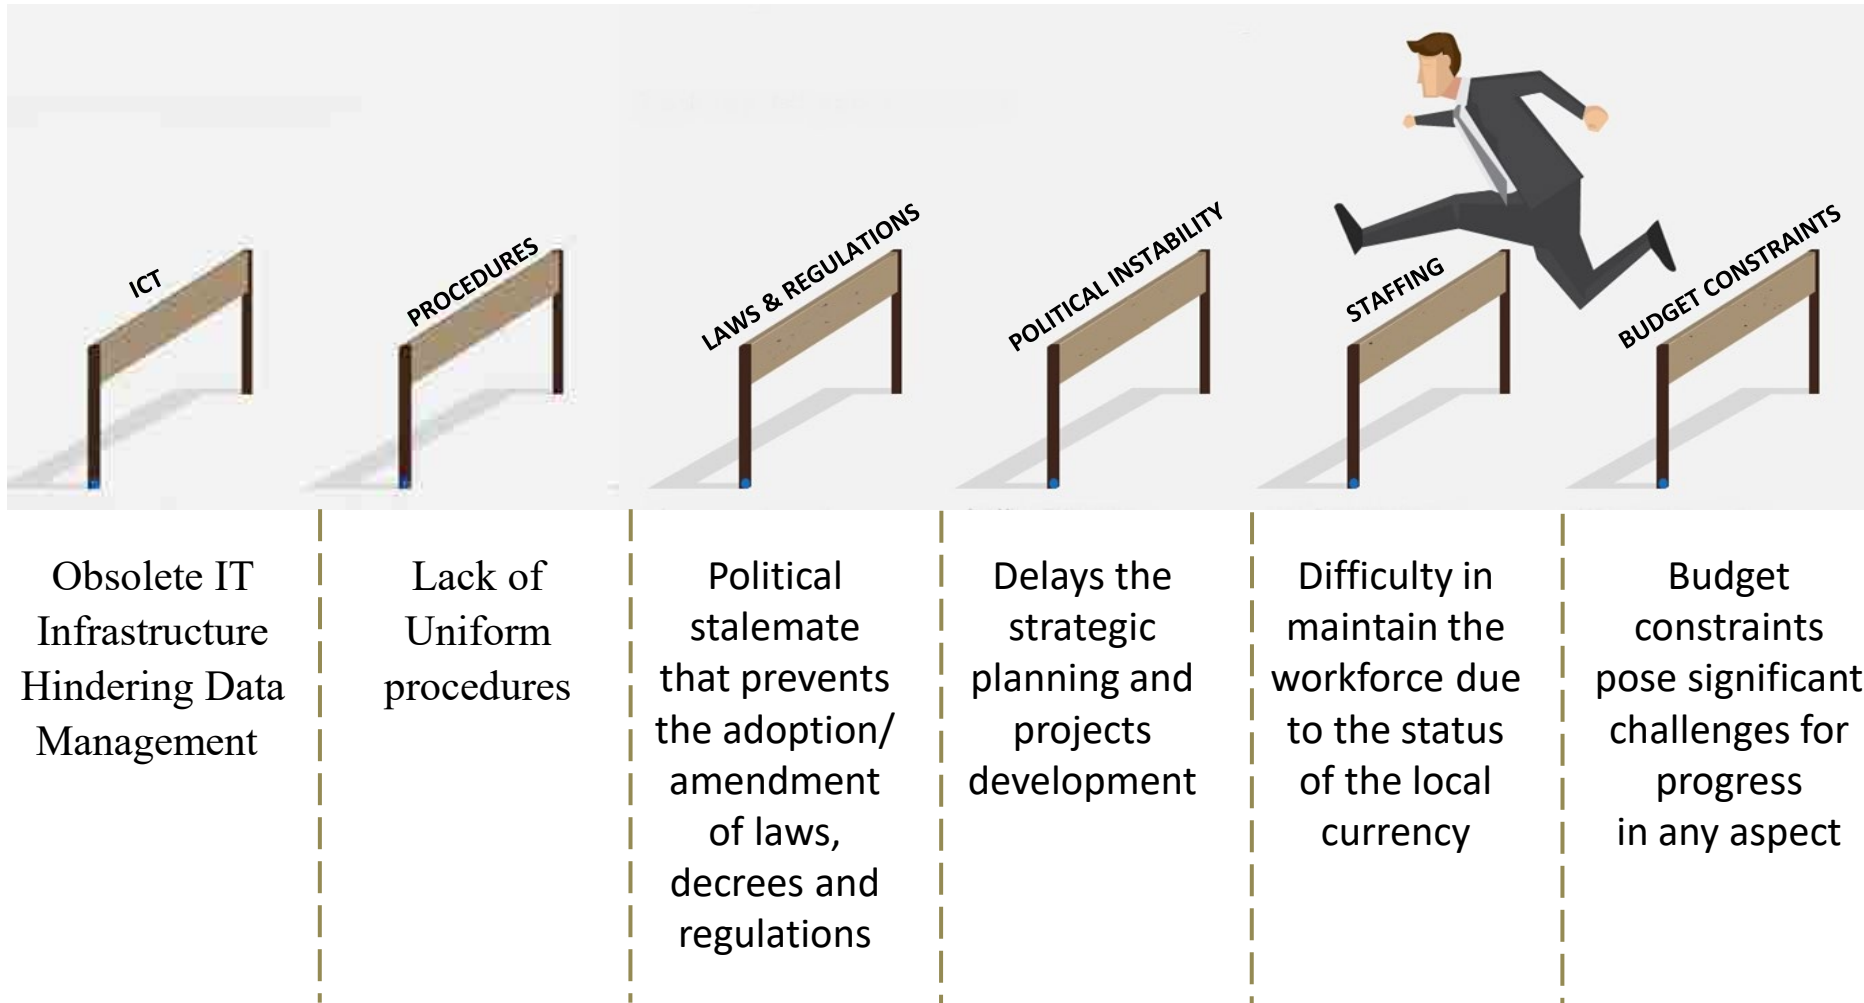 ICT
PROCEDURES
LAWS & REGULATIONS
POLITICAL INSTABILITY
STAFFING
BUDGET CONSTRAINTS
Obsolete IT
Infrastructure
Hindering Data
Management
Lack of
Uniform
procedures
Political
stalemate
that prevents
the adoption/
amendment
of laws,
decrees and
regulations
Delays the
strategic
planning and
projects
development
Difficulty in
maintain the
workforce due
to the status
of the local
currency
Budget
constraints
pose significant
challenges for
progress
in any aspect